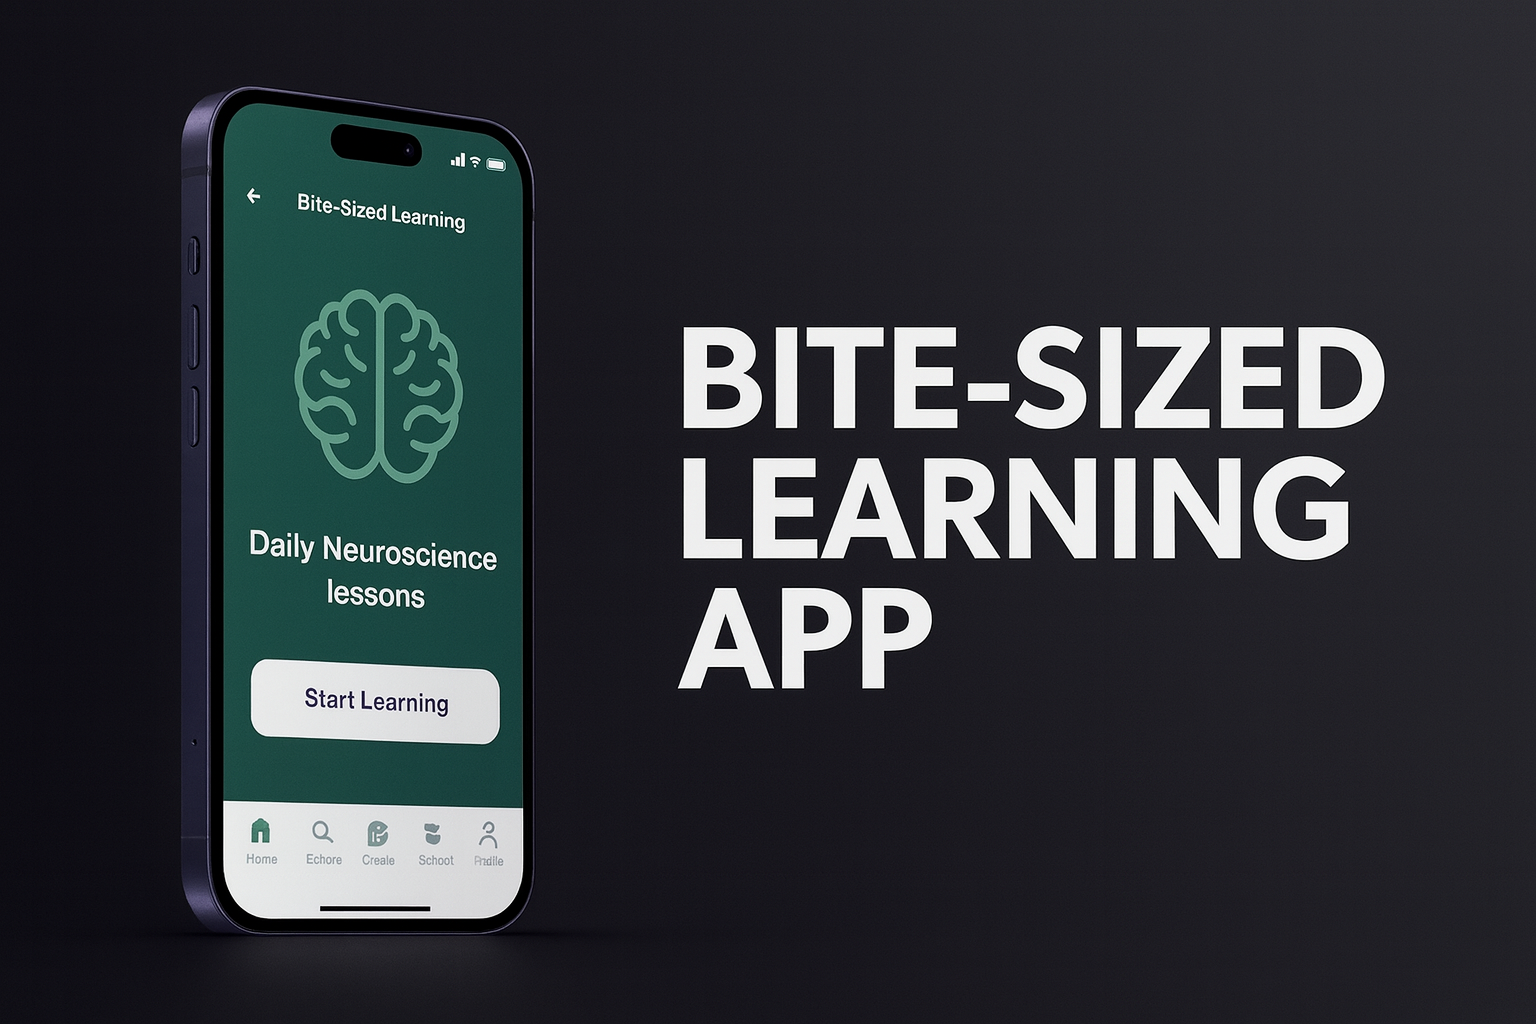 Bite-Sized Learning
Daily Neuroscience
lessons
Start Learning
Home Echore Creale Schoot
BITE-SIZED
LEARNING
APP